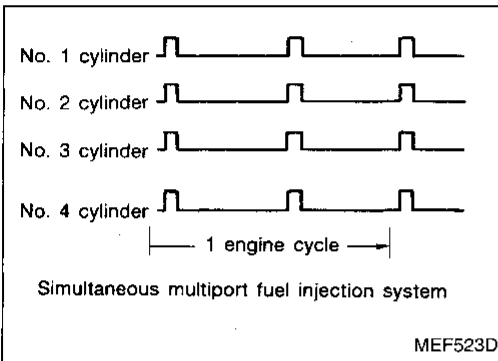 No. 1 cylinder
No. 2 cylinder
No. 3 cylinder
No. 4 cylinder
1 engine cycle
Simultaneous multiport fuel injection system
MEF523D